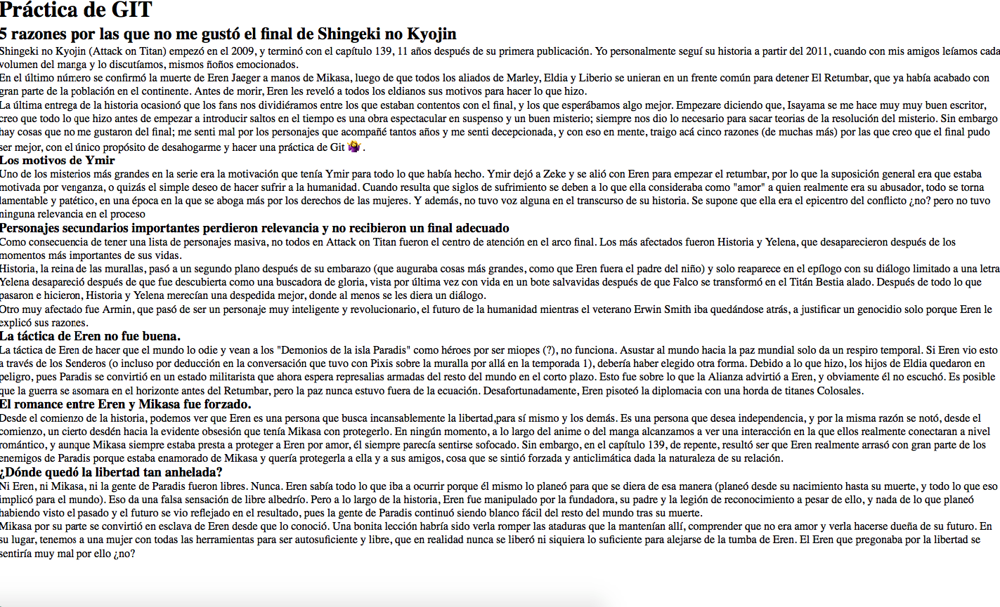 Práctica de GIT
5 razones por las que no me gustó el final de Shingeki no Kyojin
Shingeki no Kyojin (Attack on Titan) empezó en el 2009, y terminó con el capítulo 139, 11 años después de su primera publicación. Yo personalmente seguí su historia a partir del 2011, cuando con mis amigos leíamos cada
volumen del manga y lo discutíamos, mismos ñoños emocionados.
En el último número se confirmó la muerte de Eren Jaeger a manos de Mikasa, luego de que todos los aliados de Marley, Eldia y Liberio se unieran en un frente común para detener El Retumbar, que ya había acabado con
gran parte de la población en el continente. Antes de morir, Eren les reveló a todos los eldianos sus motivos para hacer lo que hizo.
La última entrega de la historia ocasionó que los fans nos dividiéramos entre los que estaban contentos con el final, y los que esperábamos algo mejor. Empezare diciendo que, Isayama se me hace muy muy buen escritor,
creo que todo lo que hizo antes de empezar a introducir saltos en el tiempo es una obra espectacular en suspenso y un buen misterio; siempre nos dio lo necesario para sacar teorias de la resolución del misterio. Sin embargo
hay cosas que no me gustaron del final; me senti mal por los personajes que acompañé tantos años y me senti decepcionada, y con eso en mente, traigo acá cinco razones (de muchas más) por las que creo que el final pudo
ser mejor, con el único propósito de desahogarme y hacer una práctica de Git 🤷‍♀️ .
Los motivos de Ymir
Uno de los misterios más grandes en la serie era la motivación que tenía Ymir para todo lo que había hecho. Ymir dejó a Zeke y se alió con Eren para empezar el retumbar, por lo que la suposición general era que estaba
motivada por venganza, o quizás el simple deseo de hacer sufrir a la humanidad. Cuando resulta que siglos de sufrimiento se deben a lo que ella consideraba como "amor" a quien realmente era su abusador, todo se torna
lamentable y patético, en una época en la que se aboga más por los derechos de las mujeres. Y además, no tuvo voz alguna en el transcurso de su historia. Se supone que ella era el epicentro del conflicto ¿no? pero no tuvo
ninguna relevancia en el proceso
Personajes secundarios importantes perdieron relevancia y no recibieron un final adecuado
Como consecuencia de tener una lista de personajes masiva, no todos en Attack on Titan fueron el centro de atención en el arco final. Los más afectados fueron Historia y Yelena, que desaparecieron después de los
momentos más importantes de sus vidas.
Historia, la reina de las murallas, pasó a un segundo plano después de su embarazo (que auguraba cosas más grandes, como que Eren fuera el padre del niño) y solo reaparece en el epílogo con su diálogo limitado a una letra
Yelena desapareció después de que fue descubierta como una buscadora de gloria, vista por última vez con vida en un bote salvavidas después de que Falco se transformó en el Titán Bestia alado. Después de todo lo que
pasaron e hicieron, Historia y Yelena merecían una despedida mejor, donde al menos se les diera un diálogo.
Otro muy afectado fue Armin, que pasó de ser un personaje muy inteligente y revolucionario, el futuro de la humanidad mientras el veterano Erwin Smith iba quedándose atrás, a justificar un genocidio solo porque Eren le
explicó sus razones.
La táctica de Eren no fue buena.
La táctica de Eren de hacer que el mundo lo odie y vean a los "Demonios de la isla Paradis" como héroes por ser miopes (?), no funciona. Asustar al mundo hacia la paz mundial solo da un respiro temporal. Si Eren vio esto
a través de los Senderos (o incluso por deducción en la conversación que tuvo con Pixis sobre la muralla por allá en la temporada 1), debería haber elegido otra forma. Debido a lo que hizo, los hijos de Eldia quedaron en
peligro, pues Paradis se convirtió en un estado militarista que ahora espera represalias armadas del resto del mundo en el corto plazo. Esto fue sobre lo que la Alianza advirtió a Eren, y obviamente él no escuchó. Es posible
que la guerra se asomara en el horizonte antes del Retumbar, pero la paz nunca estuvo fuera de la ecuación. Desafortunadamente, Eren pisoteó la diplomacia con una horda de titanes Colosales.
El romance entre Eren y Mikasa fue forzado.
Desde el comienzo de la historia, podemos ver que Eren es una persona que busca incansablemente la libertad,para sí mismo y los demás. Es una persona que desea independencia, y por la misma razón se notó, desde el
comienzo, un cierto desdén hacia la evidente obsesión que tenía Mikasa con protegerlo. En ningún momento, a lo largo del anime o del manga alcanzamos a ver una interacción en la que ellos realmente conectaran a nivel
romántico, y aunque Mikasa siempre estaba presta a proteger a Eren por amor, él siempre parecía sentirse sofocado. Sin embargo, en el capítulo 139, de repente, resultó ser que Eren realmente arrasó con gran parte de los
enemigos de Paradis porque estaba enamorado de Mikasa y quería protegerla a ella y a sus amigos, cosa que se sintió forzada y anticlimática dada la naturaleza de su relación.
¿Dónde quedó la libertad tan anhelada?
Ni Eren, ni Mikasa, ni la gente de Paradis fueron libres. Nunca. Eren sabía todo lo que iba a ocurrir porque él mismo lo planeó para que se diera de esa manera (planeó desde su nacimiento hasta su muerte, y todo lo que eso
implicó para el mundo). Eso da una falsa sensación de libre albedrío. Pero a lo largo de la historia, Eren fue manipulado por la fundadora, su padre y la legión de reconocimiento a pesar de ello, y nada de lo que planeó
habiendo visto el pasado y el futuro se vio reflejado en el resultado, pues la gente de Paradis continuó siendo blanco fácil del resto del mundo tras su muerte.
Mikasa por su parte se convirtió en esclava de Eren desde que lo conoció. Una bonita lección habría sido verla romper las ataduras que la mantenían allí, comprender que no era amor y verla hacerse dueña de su futuro. En
su lugar, tenemos a una mujer con todas las herramientas para ser autosuficiente y libre, que en realidad nunca se liberó ni siquiera lo suficiente para alejarse de la tumba de Eren. El Eren que pregonaba por la libertad se
sentiría muy mal por ello ¿no?